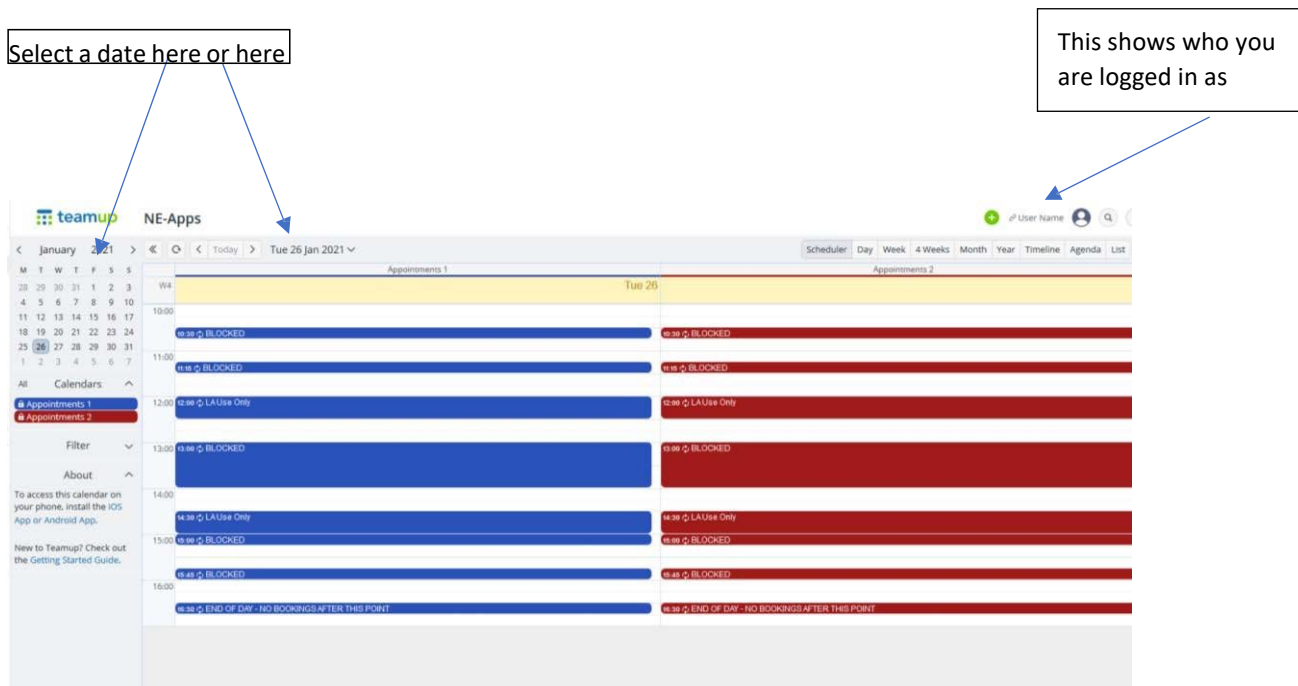 Select a date here or here
This shows who you
are logged in as
teamup
NE-Apps
User Name
January 2021
Today
Tue 26 Jan 2021
Scheduler Day Week 4 Weeks Month Year Timeline Agenda List
M T W T F S S
28 29 30 31 1 2 3
4 5 6 7 8 9 10
11 12 13 14 15 16 17
18 19 20 21 22 23 24
25 26 27 28 29 30 31
1 2 3 4 5 6 7
All Calendars
Appointments 1
Appointments 2
Filter
About
To access this calendar on
your phone, install the iOS
App or Android App.
New to Teamup? Check out
the Getting Started Guide.
Appointments 1 Appointments 2
W4 Tue 26
10:00
10:30 BLOCKED 10:30 BLOCKED
11:00
11:15 BLOCKED 11:15 BLOCKED
12:00 12:00 LA Use Only 12:00 LA Use Only
13:00 13:00 BLOCKED 13:00 BLOCKED
14:00
14:30 LA Use Only 14:30 LA Use Only
15:00 15:00 BLOCKED 15:00 BLOCKED
15:45 BLOCKED 15:45 BLOCKED
16:00
16:30 END OF DAY - NO BOOKINGS AFTER THIS POINT 16:30 END OF DAY - NO BOOKINGS AFTER THIS POINT